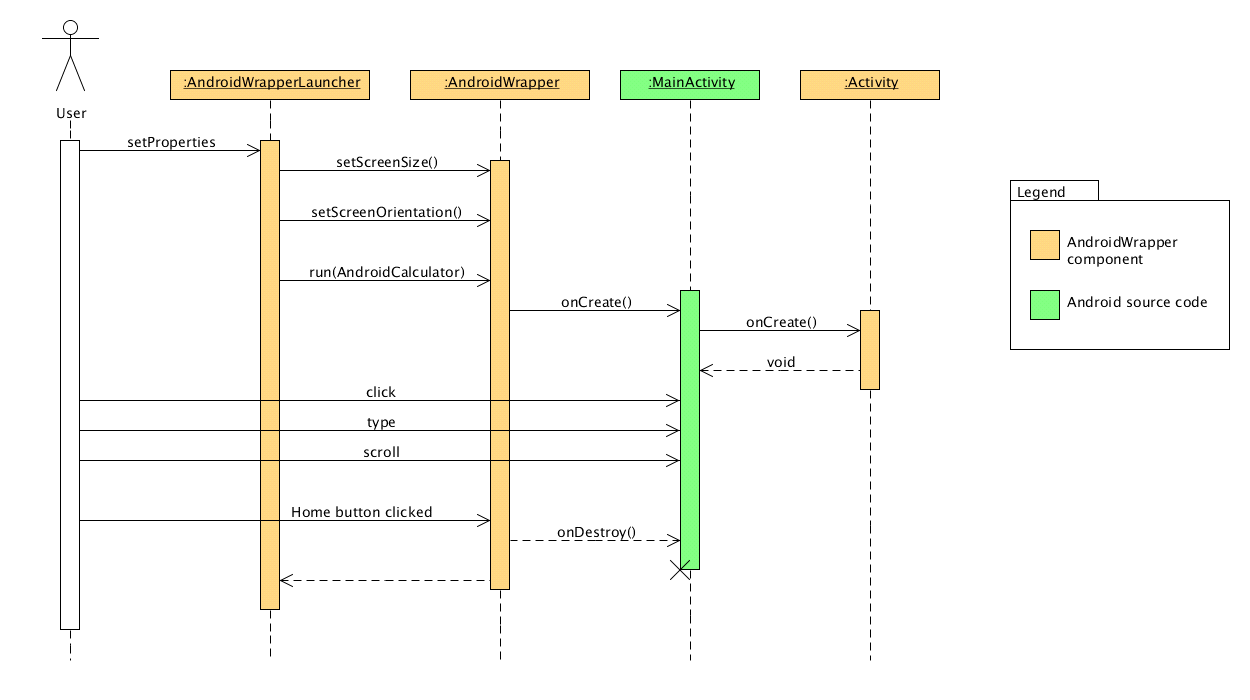 User
:AndroidWrapperLauncher
:AndroidWrapper
:MainActivity
:Activity
setProperties
setScreenSize()
setScreenOrientation()
run(AndroidCalculator)
onCreate()
onCreate()
void
click
type
scroll
Home button clicked
onDestroy()
Legend
AndroidWrapper
component
Android source code